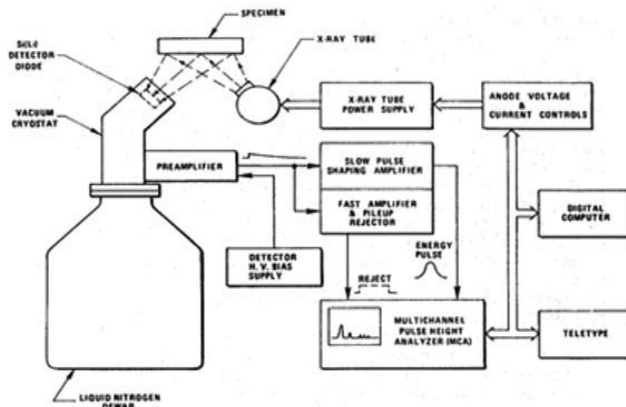 SPECIMEN
X-RAY TUBE
Si(Li)
DETECTOR
DIODE
VACUUM
CRYOSTAT
X-RAY TUBE
POWER SUPPLY
ANODE VOLTAGE
&
CURRENT CONTROLS
PREAMPLIFIER
SLOW PULSE
SHAPING AMPLIFIER
FAST AMPLIFIER
& PILEUP
REJECTOR
DIGITAL
COMPUTER
DETECTOR
H. V. BIAS
SUPPLY
ENERGY
PULSE
REJECT
MULTICHANNEL
PULSE HEIGHT
ANALYZER (MCA)
TELETYPE
LIQUID NITROGEN
DEWAR